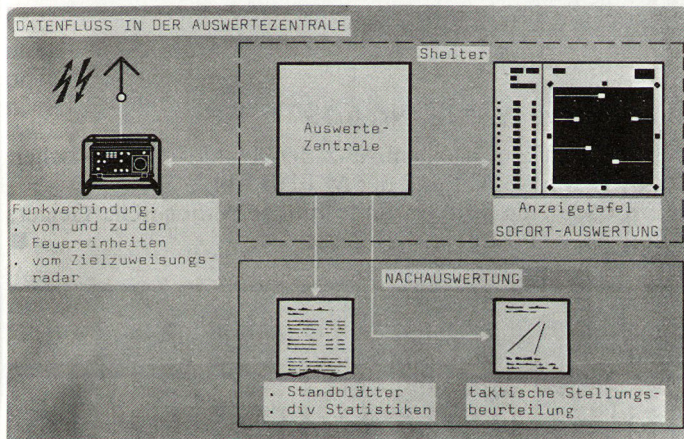 DATENFLUSS IN DER AUSWERTEZENTRALE
Shelter
Auswerte-
Zentrale
Anzeigetafel
SOFORT-AUSWERTUNG
Funkverbindung:
. von und zu den
Feuereinheiten
. vom Zielzuweisungs-
radar
NACHAUSWERTUNG
. Standblätter
. div Statistiken
taktische Stellungs-
beurteilung